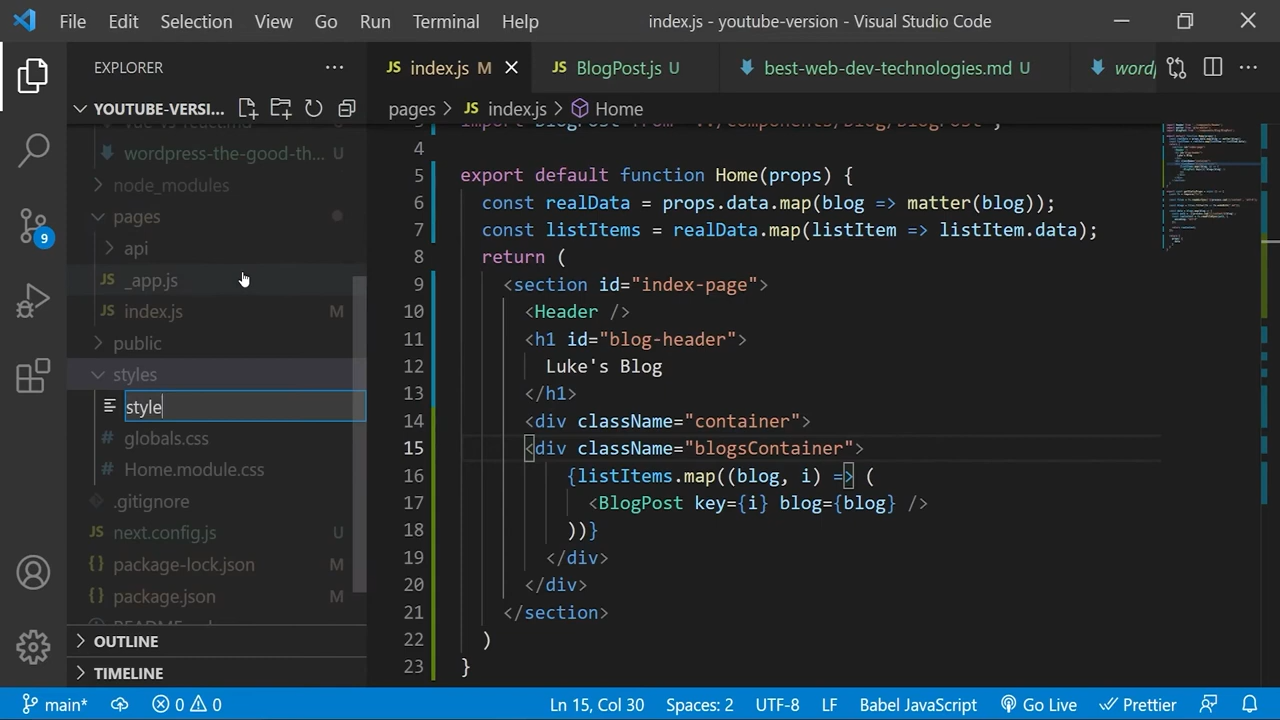 File Edit Selection View Go Run Terminal Help index.js - youtube-version - Visual Studio Code
EXPLORER
JS index.js M
JS BlogPost.js U
best-web-dev-technologies.md U
wordp
YOUTUBE-VERSI...
pages > JS index.js > Home
wordpress-the-good-th... U
node_modules
pages
api
JS _app.js
JS index.js M
public
styles
style
globals.css
Home.module.css
.gitignore
JS next.config.js U
{} package-lock.json M
{} package.json M
OUTLINE
TIMELINE
4
5 export default function Home(props) {
6 const realData = props.data.map(blog => matter(blog));
7 const listItems = realData.map(listItem => listItem.data);
8 return (
9 <section id="index-page">
10 <Header />
11 <h1 id="blog-header">
12 Luke's Blog
13 </h1>
14 <div className="container">
15 <div className="blogsContainer">
16 {listItems.map((blog, i) => (
17 <BlogPost key={i} blog={blog} />
18 ))}
19 </div>
20 </div>
21 </section>
22 )
23 }
9
main* 0 0 Ln 15, Col 30 Spaces: 2 UTF-8 LF Babel JavaScript Go Live Prettier